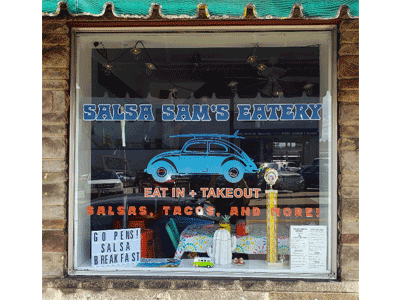 SALSA SAM'S EATERY
EAT IN + TAKEOUT
SALSAS, TACOS, AND MORE!
GO PENS!
SALSA
BREAKFAST